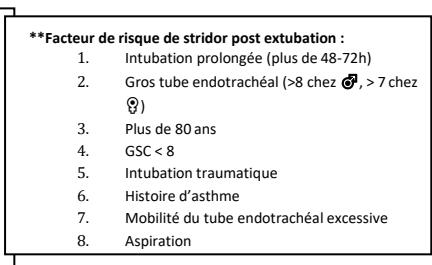 **Facteur de risque de stridor post extubation :
1. Intubation prolongée (plus de 48-72h)
2. Gros tube endotrachéal (>8 chez ♂, > 7 chez
♀)
3. Plus de 80 ans
4. GSC < 8
5. Intubation traumatique
6. Histoire d’asthme
7. Mobilité du tube endotrachéal excessive
8. Aspiration